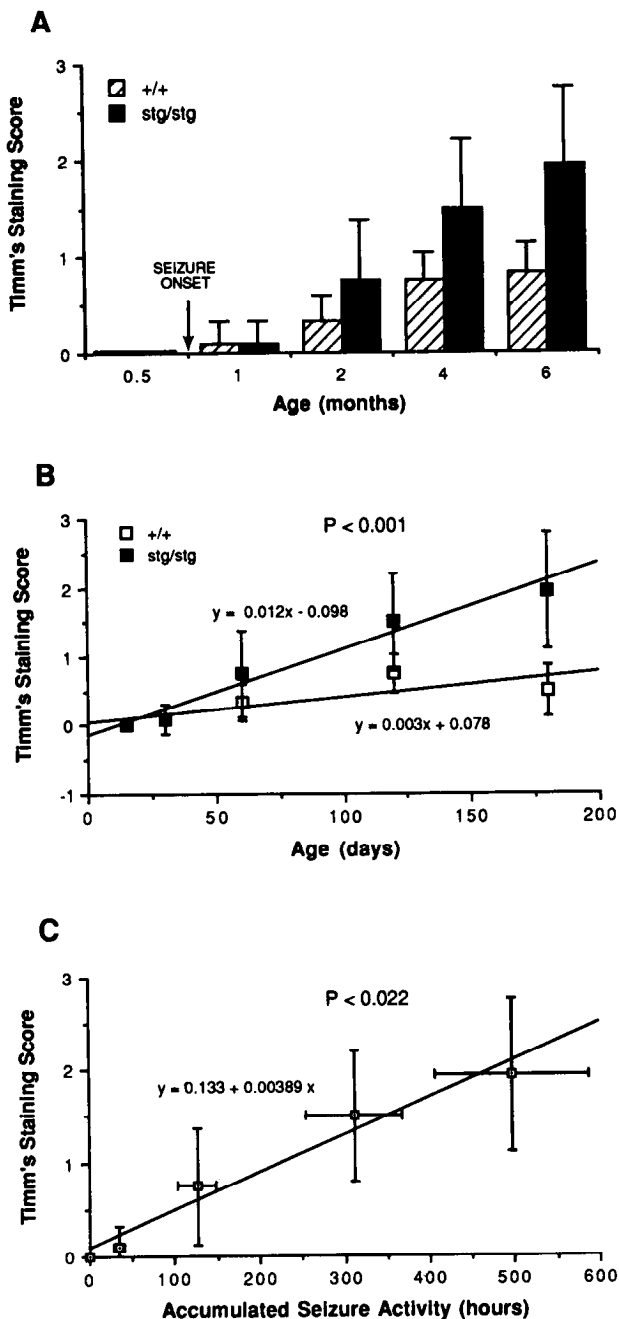 A
Timm's Staining Score
3
2
1
0
+/+
stg/stg
SEIZURE
ONSET
0.5 1 2 4 6
Age (months)
B
Timm's Staining Score
3
2
1
0
-1
+/+
stg/stg
P < 0.001
y = 0.012x - 0.098
y = 0.003x + 0.078
0 50 100 150 200
Age (days)
C
Timm's Staining Score
3
2
1
0
P < 0.022
y = 0.133 + 0.00389 x
0 100 200 300 400 500 600
Accumulated Seizure Activity (hours)